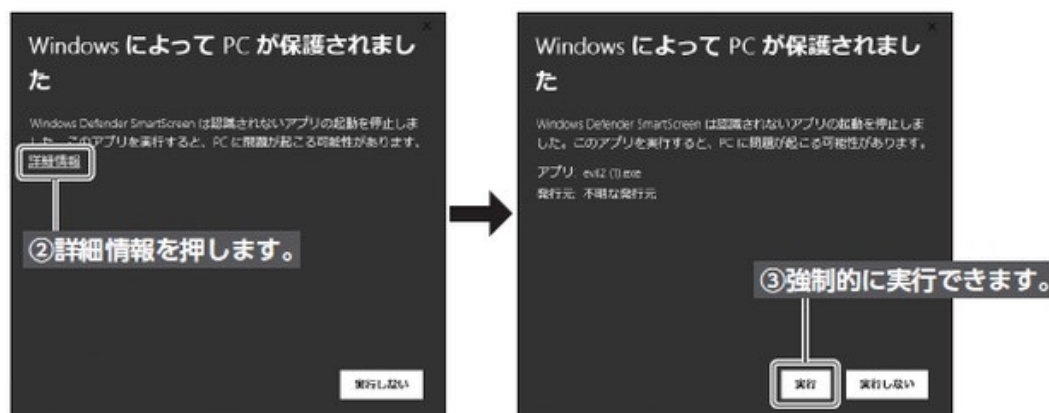 Windows によって PC が保護されまし
た
Windows Defender SmartScreen は認識されないアプリの起動を停止しま
した。このアプリを実行すると、PC に問題が起こる可能性があります。
詳細情報
②詳細情報を押します。
実行しない
Windows によって PC が保護されまし
た
Windows Defender SmartScreen は認識されないアプリの起動を停止しま
した。このアプリを実行すると、PC に問題が起こる可能性があります。
アプリ: evil2 (1).exe
発行元: 不明な発行元
③強制的に実行できます。
実行
実行しない